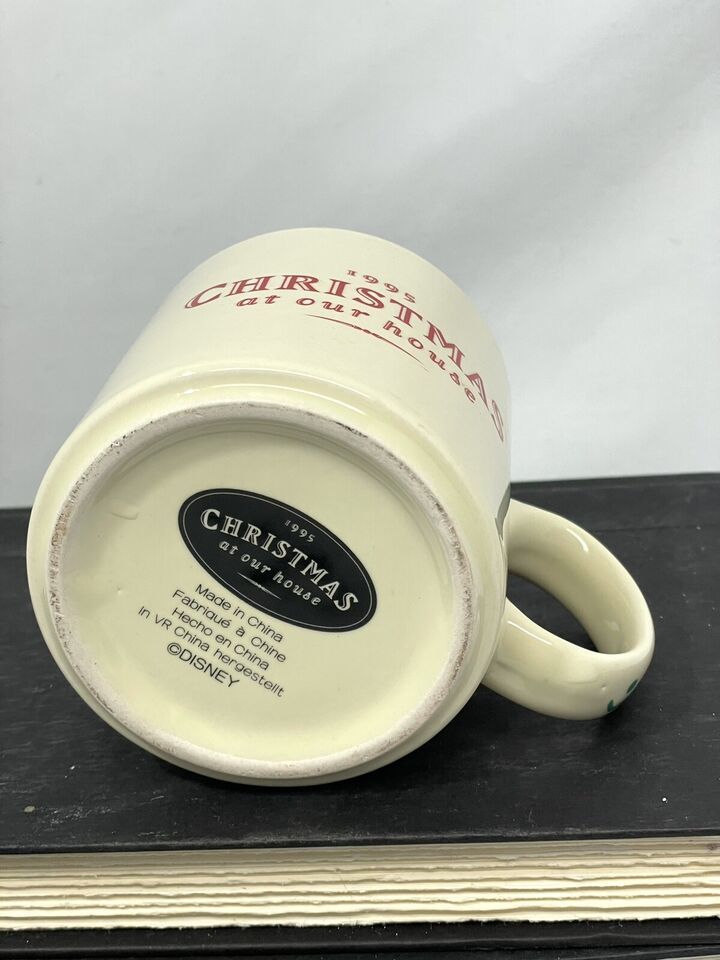 1995
CHRISTMAS
at our house
1995
CHRISTMAS
at our house
Made in China
Fabriqué à Chine
Hecho en China
in VR China hergestellt
©DISNEY